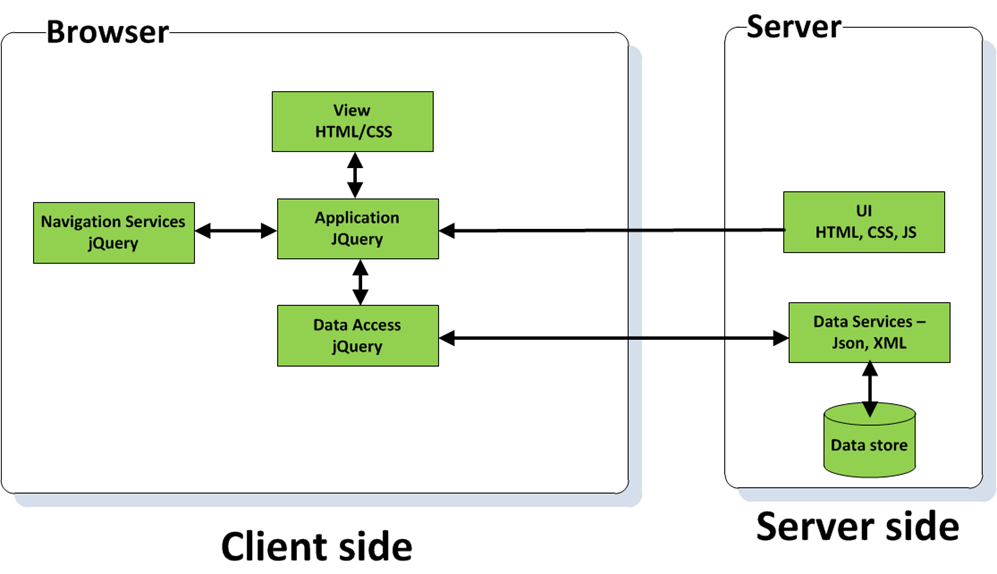 Browser
Server
View
HTML/CSS
Navigation Services
jQuery
Application
JQuery
UI
HTML, CSS, JS
Data Access
jQuery
Data Services –
Json, XML
Data store
Client side
Server side